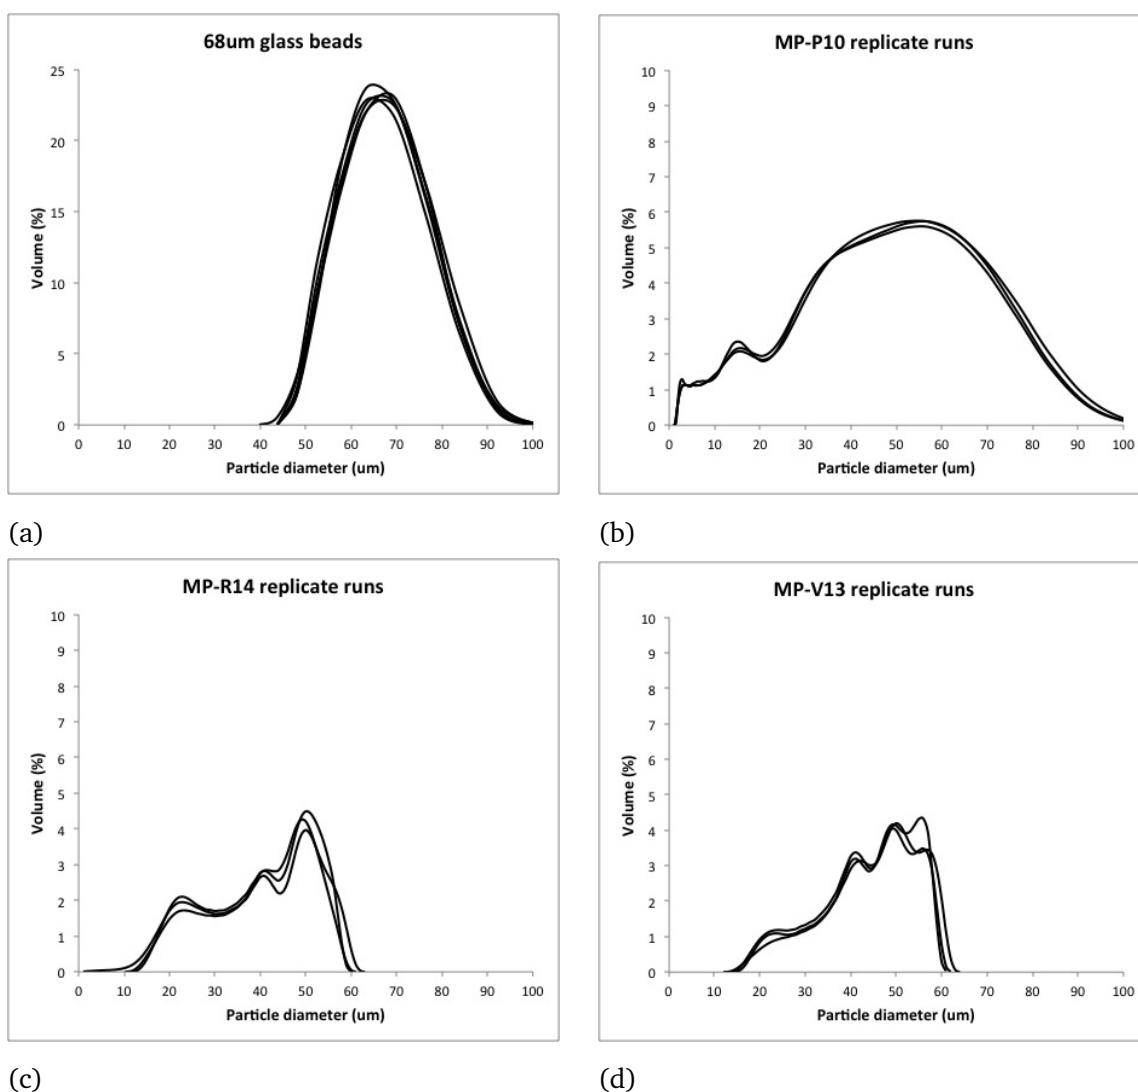 68um glass beads
Volume (%)
25
20
15
10
5
0
0 10 20 30 40 50 60 70 80 90 100
Particle diameter (um)
(a)
MP-P10 replicate runs
Volume (%)
10
9
8
7
6
5
4
3
2
1
0
0 10 20 30 40 50 60 70 80 90 100
Particle diameter (um)
(b)
MP-R14 replicate runs
Volume (%)
10
9
8
7
6
5
4
3
2
1
0
0 10 20 30 40 50 60 70 80 90 100
Particle diameter (um)
(c)
MP-V13 replicate runs
Volume (%)
10
9
8
7
6
5
4
3
2
1
0
0 10 20 30 40 50 60 70 80 90 100
Particle diameter (um)
(d)